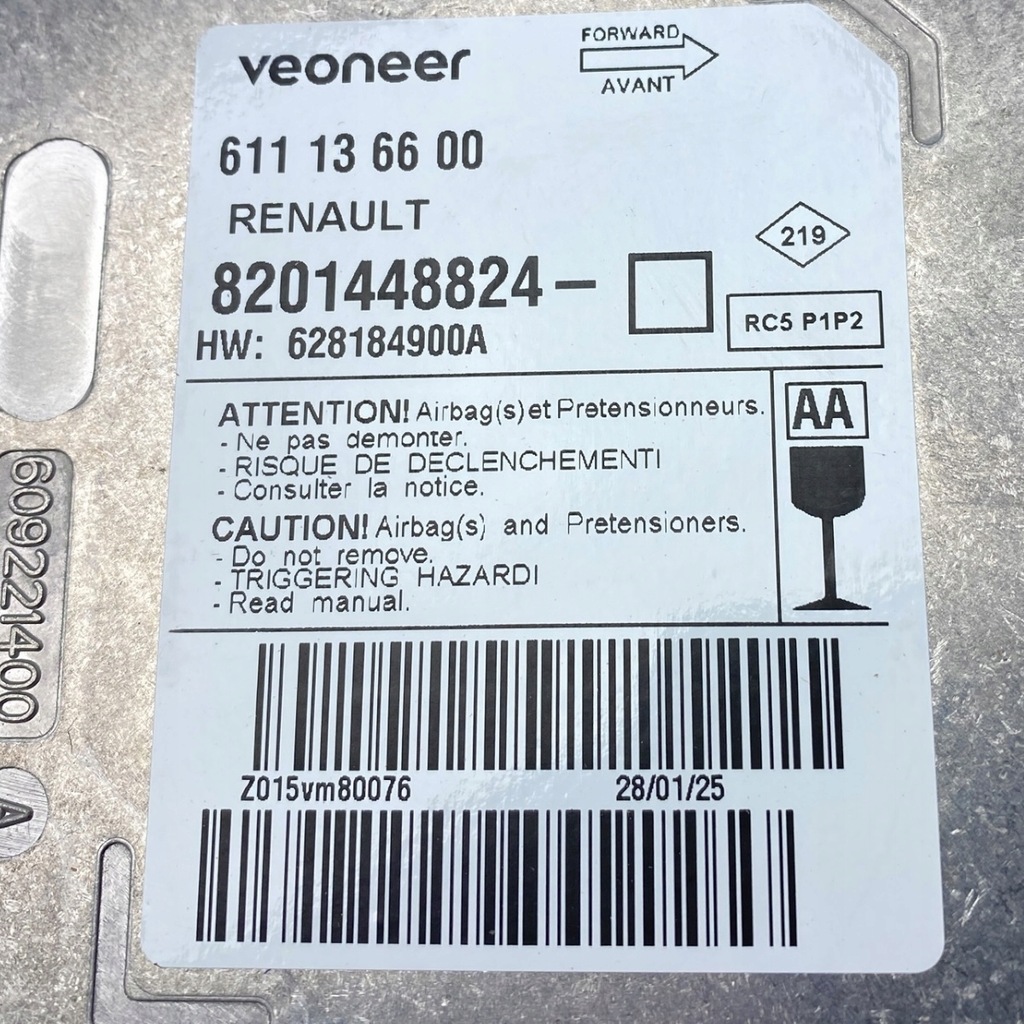 veoneer
FORWARD
AVANT
611 13 66 00
RENAULT
219
8201448824-
RC5 P1P2
HW: 628184900A
ATTENTION! Airbag(s)et Pretensionneurs.
- Ne pas demonter.
- RISQUE DE DECLENCHEMENT!
- Consulter la notice.
AA
CAUTION! Airbag(s) and Pretensioners.
- Do not remove.
- TRIGGERING HAZARD!
- Read manual.
Z015vm80076 28/01/25
609221400
A